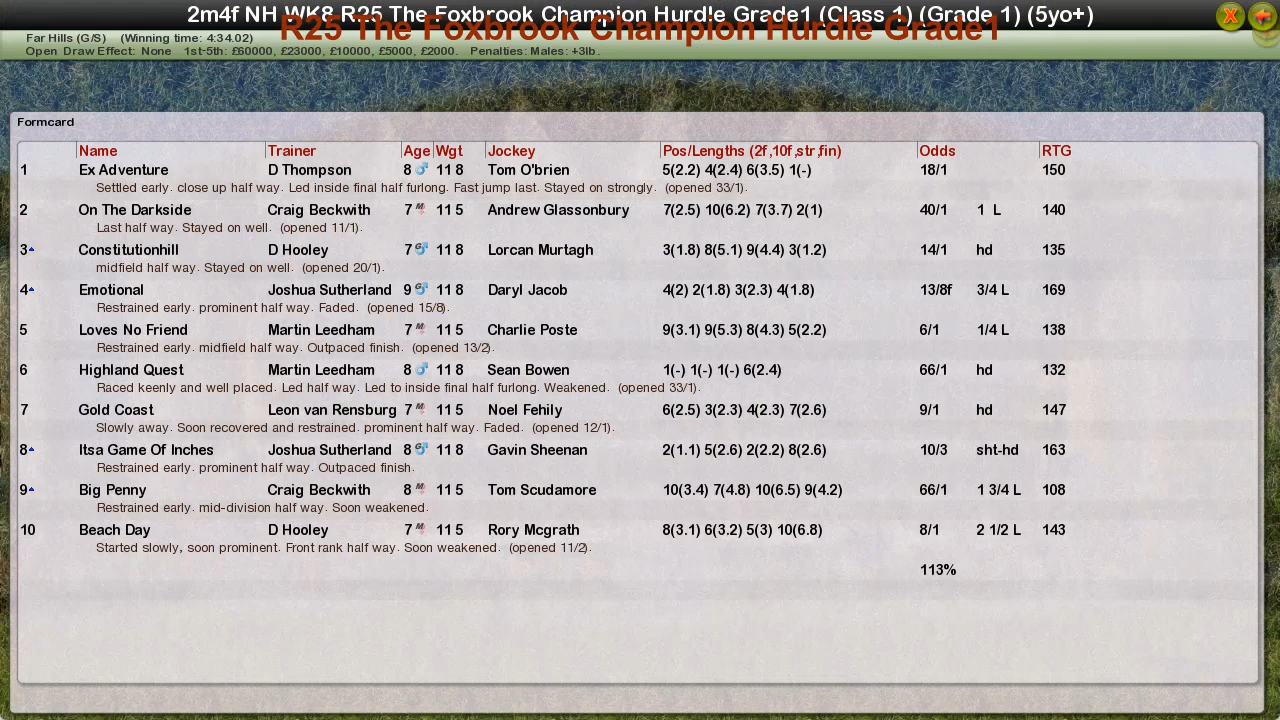 2m4f NH WK8 R25 The Foxbrook Champion Hurdle Grade1 (Class 1) (Grade 1) (5yo+)
R25 The Foxbrook Champion Hurdle Grade1
Far Hills (G/S) (Winning time: 4:34.02)
Open Draw Effect: None 1st-5th: £60000, £23000, £10000, £5000, £2000. Penalties: Males: +3lb.
X
Formcard
Name Trainer Age Wgt Jockey Pos/Lengths (2f,10f,str,fin) Odds RTG
1 Ex Adventure D Thompson 8 11 8 Tom O'brien 5(2.2) 4(2.4) 6(3.5) 1(-) 18/1 150
Settled early. close up half way. Led inside final half furlong. Fast jump last. Stayed on strongly. (opened 33/1).
2 On The Darkside Craig Beckwith 7 M 11 5 Andrew Glassonbury 7(2.5) 10(6.2) 7(3.7) 2(1) 40/1 1 L 140
Last half way. Stayed on well. (opened 11/1).
3 Constitutionhill D Hooley 7 G 11 8 Lorcan Murtagh 3(1.8) 8(5.1) 9(4.4) 3(1.2) 14/1 hd 135
midfield half way. Stayed on well. (opened 20/1).
4 Emotional Joshua Sutherland 9 G 11 8 Daryl Jacob 4(2) 2(1.8) 3(2.3) 4(1.8) 13/8f 3/4 L 169
Restrained early. prominent half way. Faded. (opened 15/8).
5 Loves No Friend Martin Leedham 7 M 11 5 Charlie Poste 9(3.1) 9(5.3) 8(4.3) 5(2.2) 6/1 1/4 L 138
Restrained early. midfield half way. Outpaced finish. (opened 13/2).
6 Highland Quest Martin Leedham 8 11 8 Sean Bowen 1(-) 1(-) 1(-) 6(2.4) 66/1 hd 132
Raced keenly and well placed. Led half way. Led to inside final half furlong. Weakened. (opened 33/1).
7 Gold Coast Leon van Rensburg 7 M 11 5 Noel Fehily 6(2.5) 3(2.3) 4(2.3) 7(2.6) 9/1 hd 147
Slowly away. Soon recovered and restrained. prominent half way. Faded. (opened 12/1).
8 Itsa Game Of Inches Joshua Sutherland 8 G 11 8 Gavin Sheenan 2(1.1) 5(2.6) 2(2.2) 8(2.6) 10/3 sht-hd 163
Restrained early. prominent half way. Outpaced finish.
9 Big Penny Craig Beckwith 8 M 11 5 Tom Scudamore 10(3.4) 7(4.8) 10(6.5) 9(4.2) 66/1 1 3/4 L 108
Restrained early. mid-division half way. Soon weakened.
10 Beach Day D Hooley 7 M 11 5 Rory Mcgrath 8(3.1) 6(3.2) 5(3) 10(6.8) 8/1 2 1/2 L 143
Started slowly, soon prominent. Front rank half way. Soon weakened. (opened 11/2).
113%